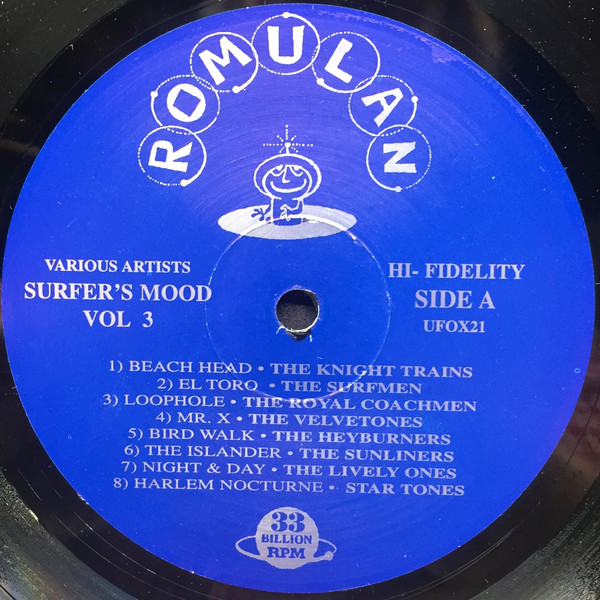 ROMULAN
VARIOUS ARTISTS
SURFER'S MOOD
VOL 3
HI- FIDELITY
SIDE A
UFOX21
1) BEACH HEAD • THE KNIGHT TRAINS
2) EL TORO • THE SURFMEN
3) LOOPHOLE • THE ROYAL COACHMEN
4) MR. X • THE VELVETONES
5) BIRD WALK • THE HEYBURNERS
6) THE ISLANDER • THE SUNLINERS
7) NIGHT & DAY • THE LIVELY ONES
8) HARLEM NOCTURNE • STAR TONES
33
BILLION
RPM